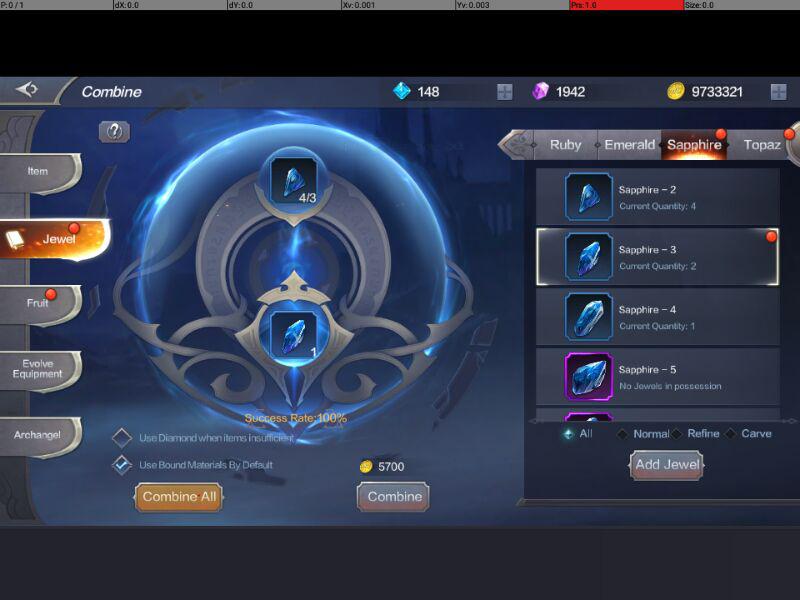 P: 0 / 1 dX: 0.0 dY: 0.0 Xv: 0.001 Yv: 0.003 Prs: 1.0 Size: 0.0
Combine 148 1942 9733321
Ruby Emerald Sapphire Topaz
Item
Jewel
Fruit
Evolve
Equipment
Archangel
4/3
1
Success Rate:100%
Use Diamond when items insufficient
Use Bound Materials By Default
5700
Combine All Combine
Sapphire - 2
Current Quantity: 4
Sapphire - 3
Current Quantity: 2
Sapphire - 4
Current Quantity: 1
Sapphire - 5
No Jewels in possession
All Normal Refine Carve
Add Jewel